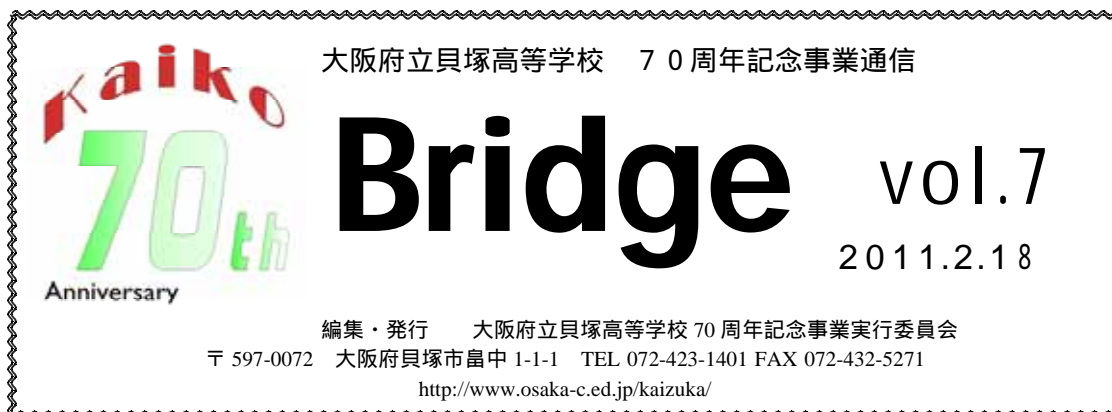 Kaiko
70th
Anniversary
大阪府立貝塚高等学校　７０周年記念事業通信
Bridge vol.7
2011.2.18
編集・発行　　大阪府立貝塚高等学校 70 周年記念事業実行委員会
〒 597-0072　大阪府貝塚市畠中 1-1-1　TEL 072-423-1401 FAX 072-432-5271
http://www.osaka-c.ed.jp/kaizuka/